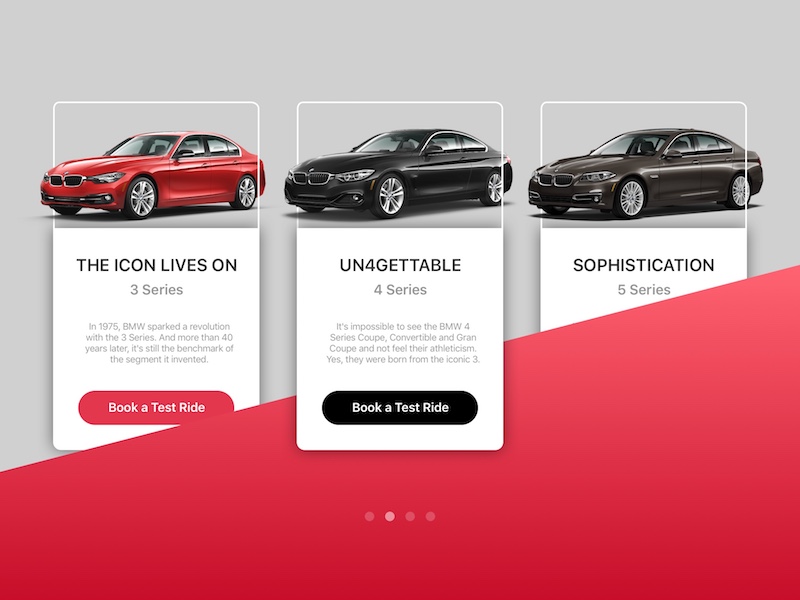 THE ICON LIVES ON
3 Series
In 1975, BMW sparked a revolution
with the 3 Series. And more than 40
years later, it's still the benchmark of
the segment it invented.
Book a Test Ride
UN4GETTABLE
4 Series
It's impossible to see the BMW 4
Series Coupe, Convertible and Gran
Coupe and not feel their athleticism.
Yes, they were born from the iconic 3.
Book a Test Ride
SOPHISTICATION
5 Series